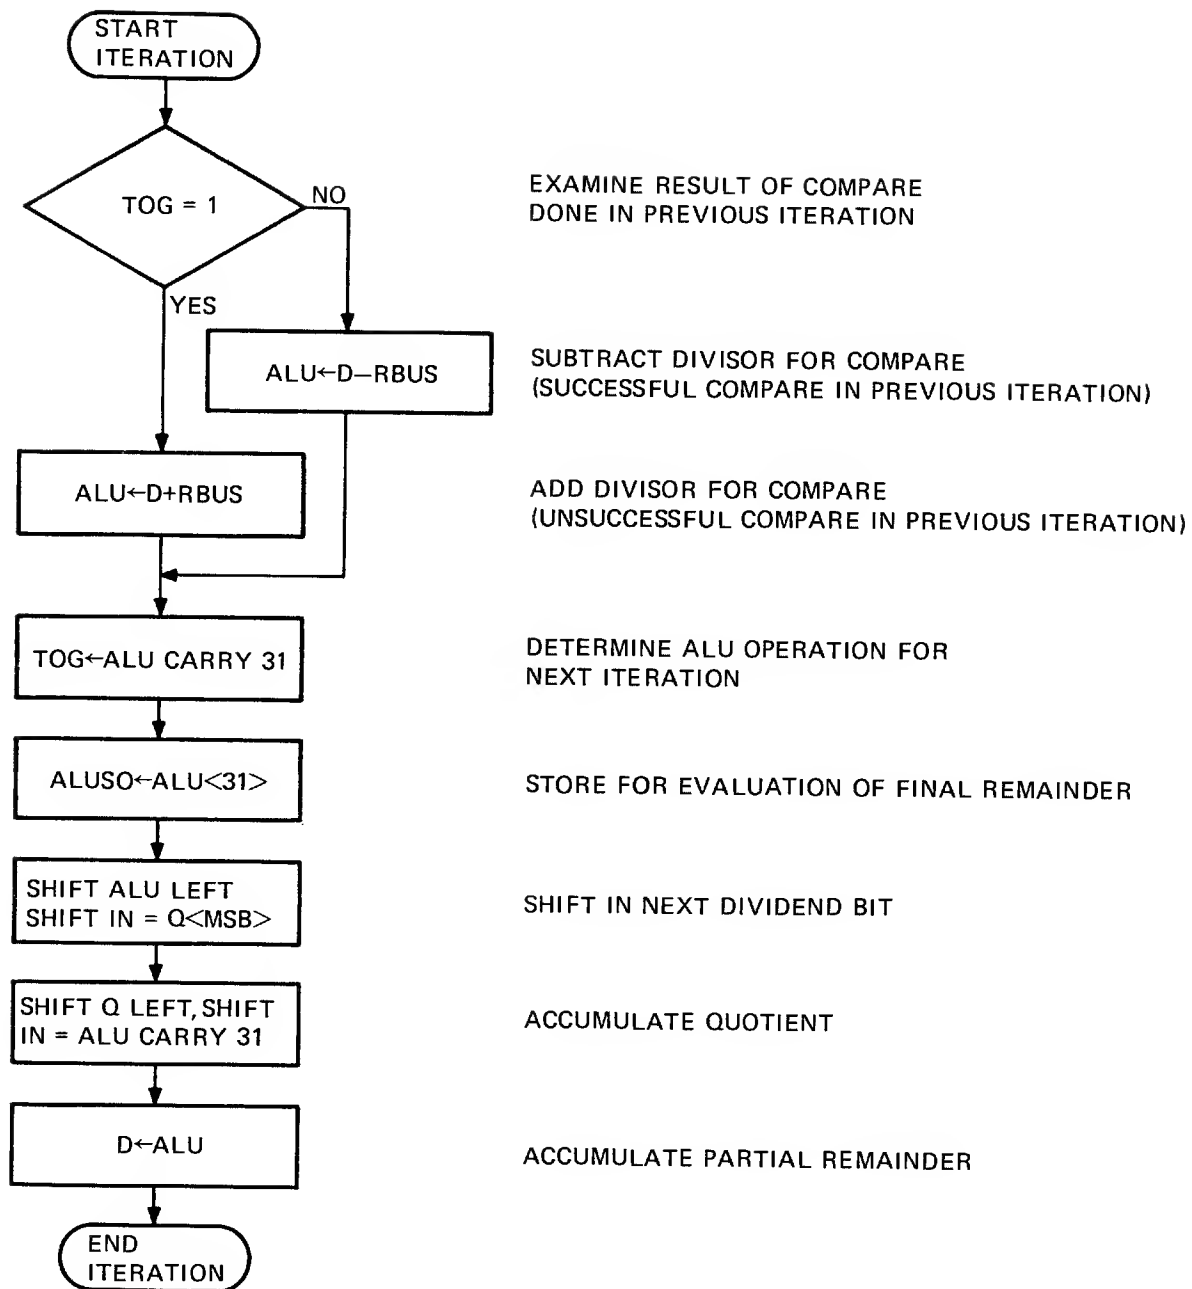 START
ITERATION
TOG = 1
NO
YES
EXAMINE RESULT OF COMPARE
DONE IN PREVIOUS ITERATION
ALU←D—RBUS
SUBTRACT DIVISOR FOR COMPARE
(SUCCESSFUL COMPARE IN PREVIOUS ITERATION)
ALU←D+RBUS
ADD DIVISOR FOR COMPARE
(UNSUCCESSFUL COMPARE IN PREVIOUS ITERATION)
TOG←ALU CARRY 31
DETERMINE ALU OPERATION FOR
NEXT ITERATION
ALUSO←ALU<31>
STORE FOR EVALUATION OF FINAL REMAINDER
SHIFT ALU LEFT
SHIFT IN = Q<MSB>
SHIFT IN NEXT DIVIDEND BIT
SHIFT Q LEFT, SHIFT
IN = ALU CARRY 31
ACCUMULATE QUOTIENT
D←ALU
ACCUMULATE PARTIAL REMAINDER
END
ITERATION